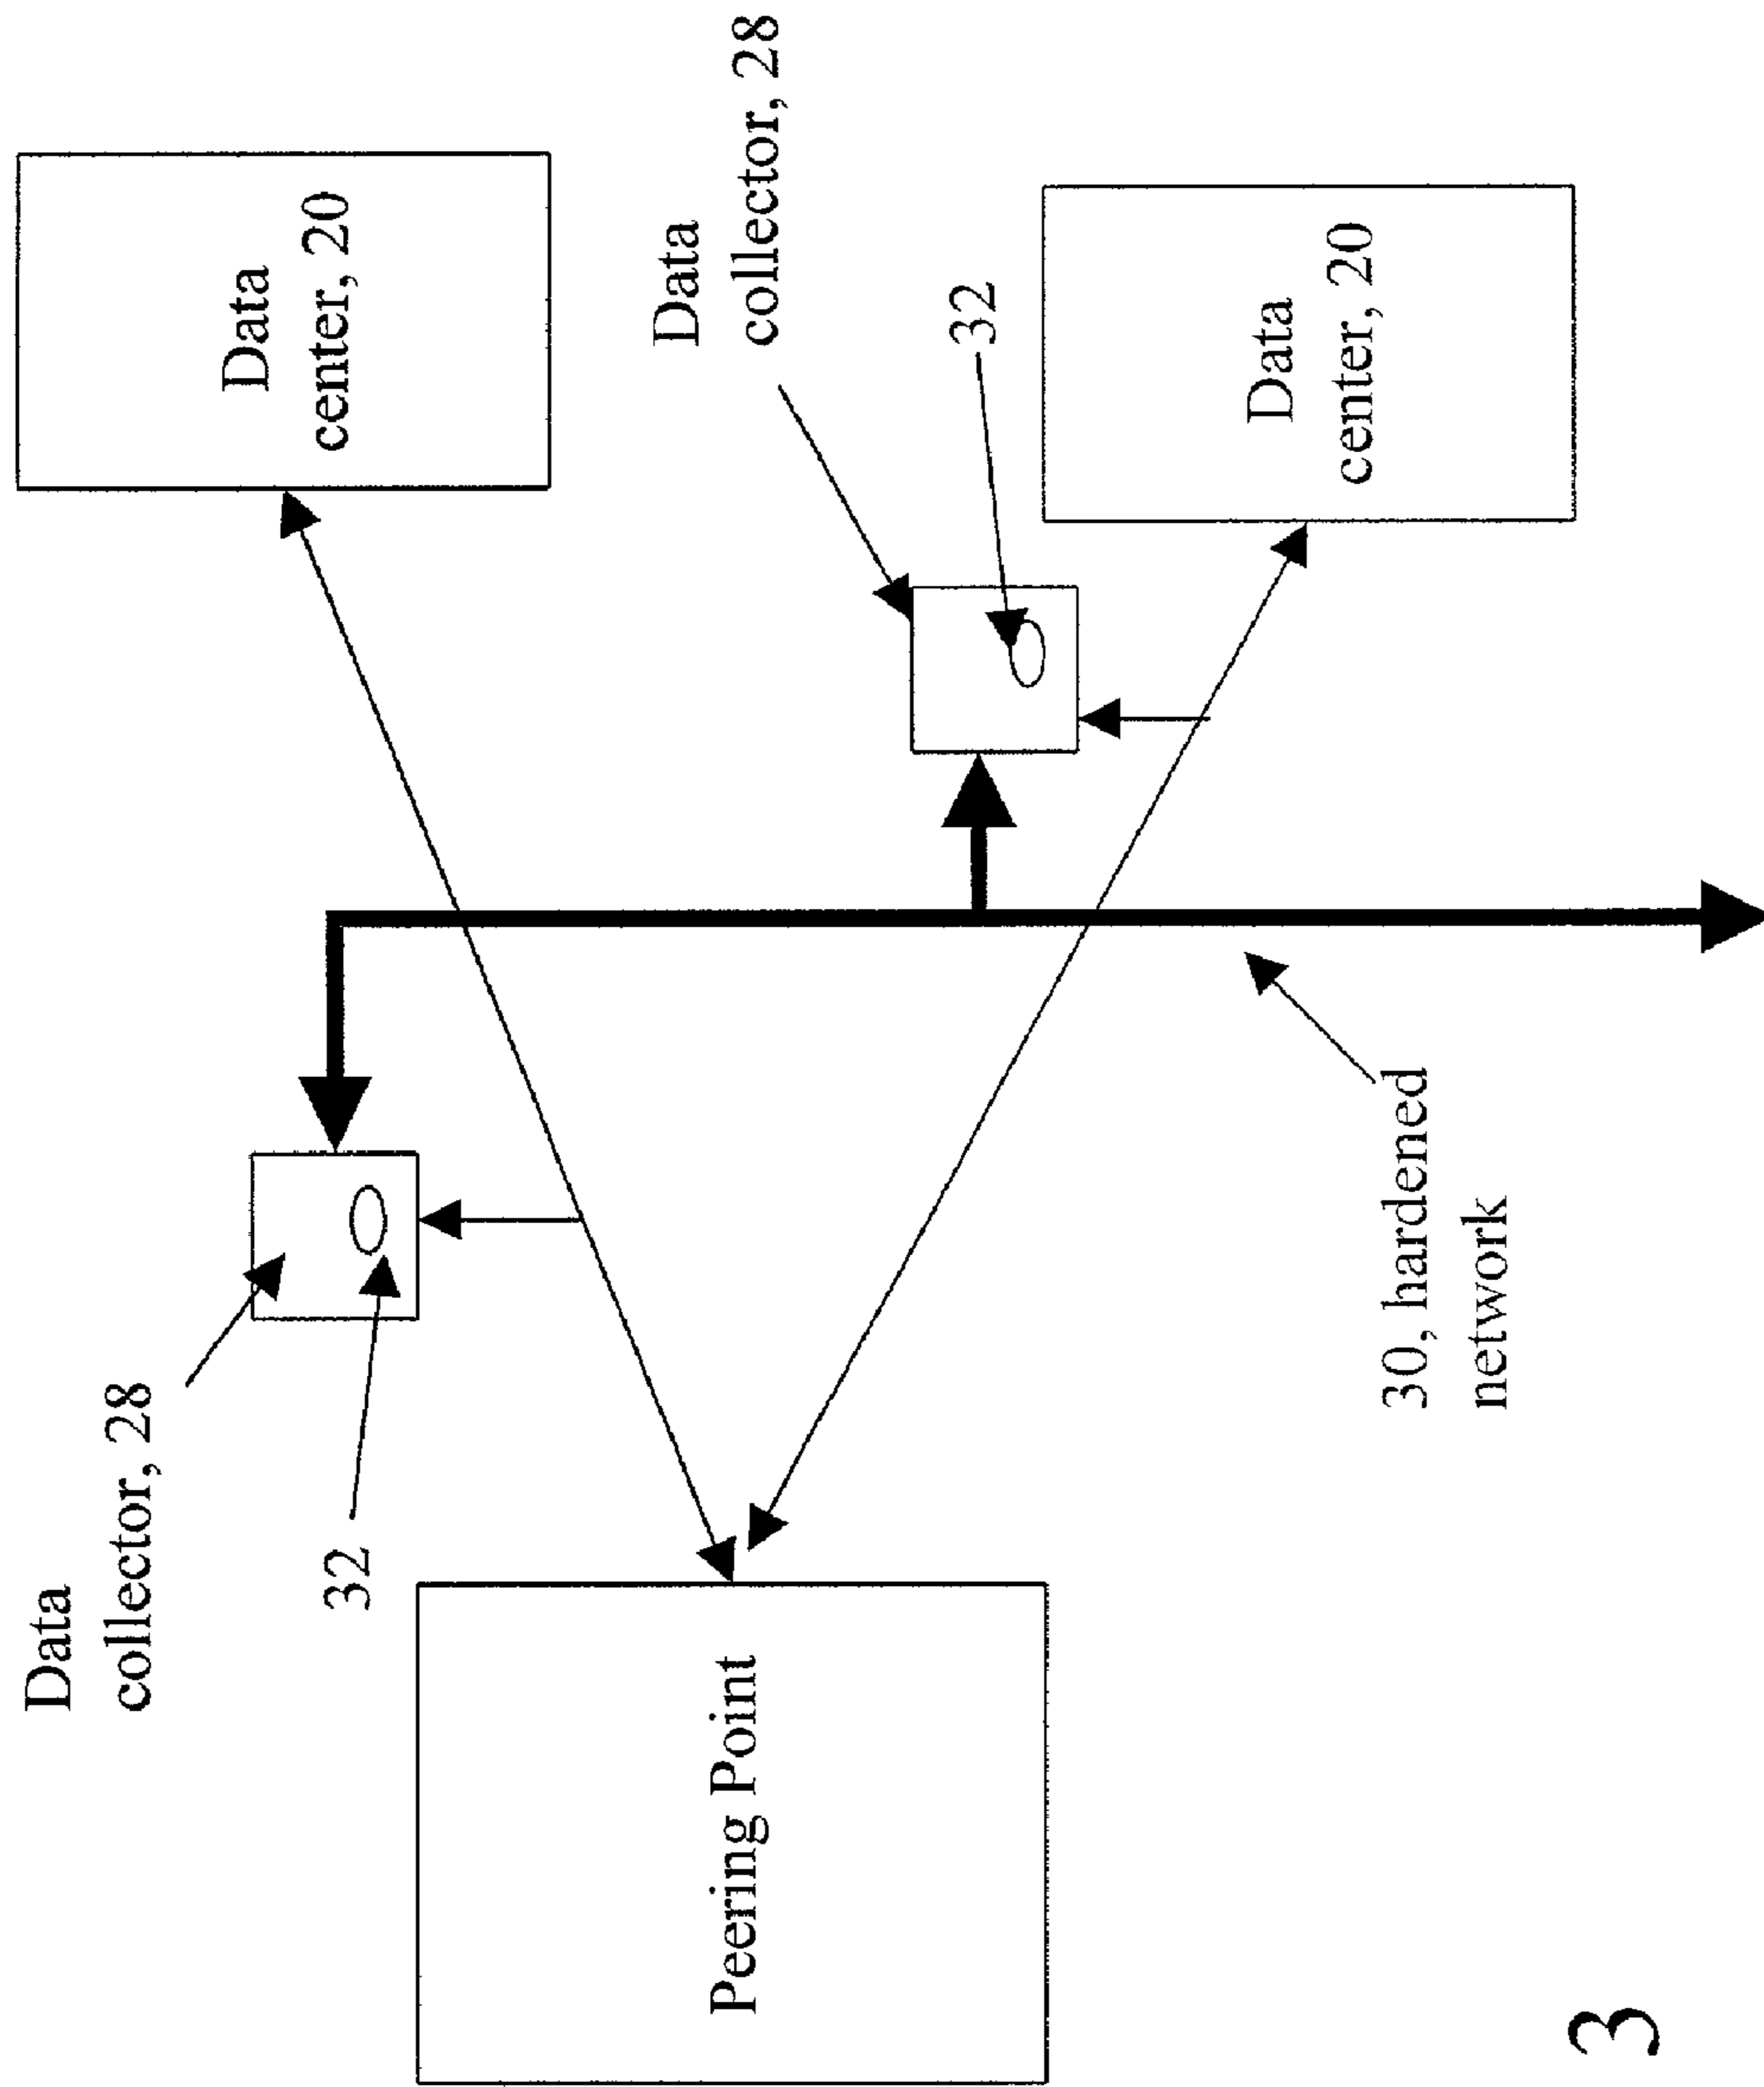 Data
collector, 28
32
Peering Point
30, hardened
network
Data
center, 20
Data
collector, 28
32
Data
center, 20
3